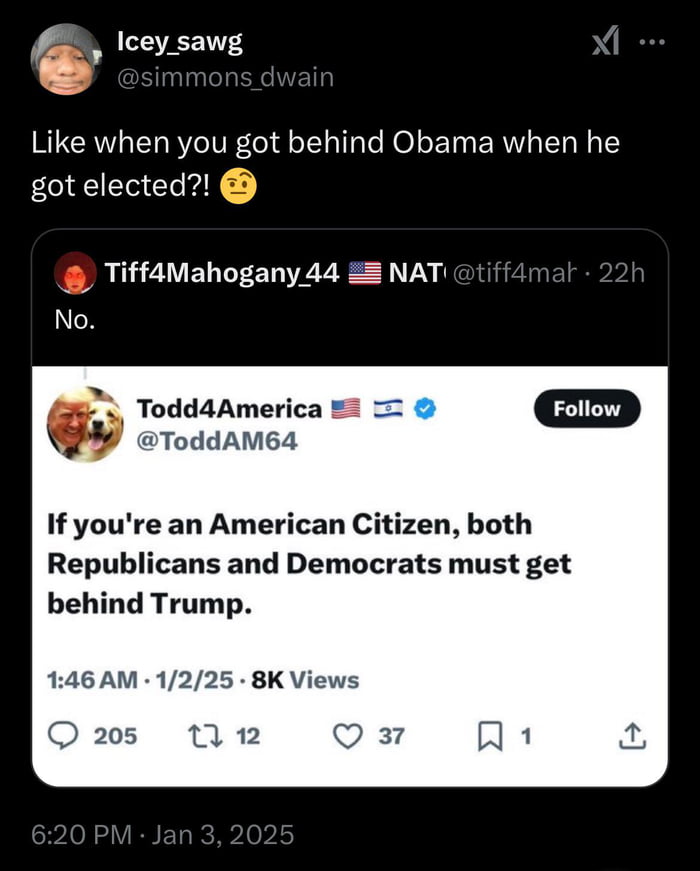 Icey_sawg
@simmons_dwain
Like when you got behind Obama when he
got elected?! 🤨
Tiff4Mahogany_44 🇺🇸 NAT @tiff4mah · 22h
No.
Todd4America 🇺🇸 🇮🇱
Follow
@ToddAM64
If you're an American Citizen, both
Republicans and Democrats must get
behind Trump.
1:46 AM · 1/2/25 · 8K Views
205 12 37 1
6:20 PM · Jan 3, 2025